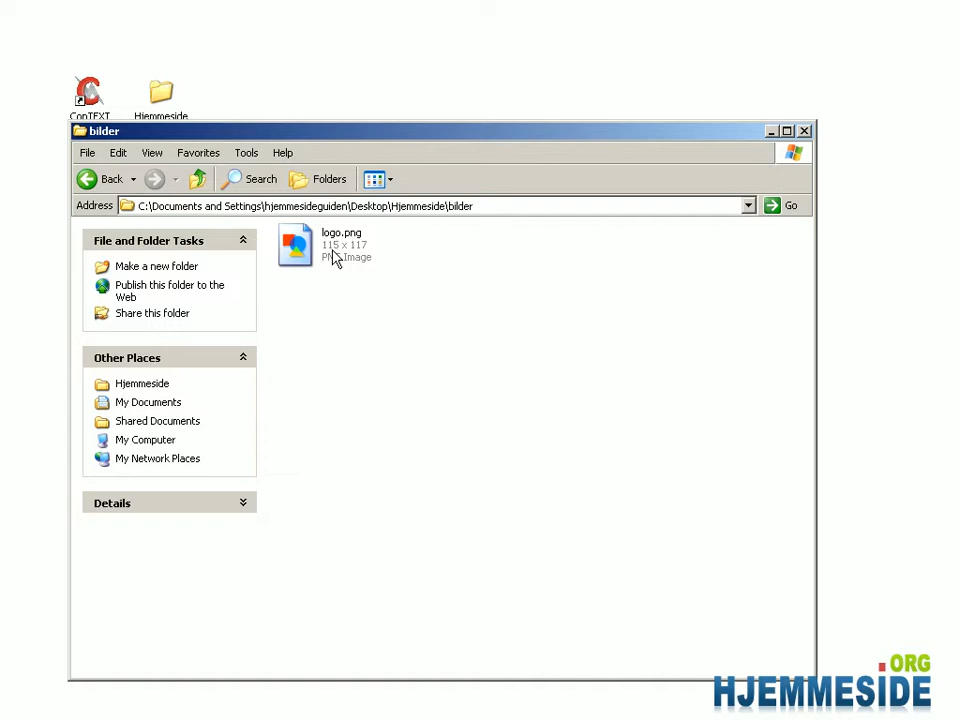 ConTEXT
Hjemmeside
bilder
File Edit View Favorites Tools Help
Back Search Folders
Address C:\Documents and Settings\hjemmesideguiden\Desktop\Hjemmeside\bilder Go
File and Folder Tasks
Make a new folder
Publish this folder to the
Web
Share this folder
Other Places
Hjemmeside
My Documents
Shared Documents
My Computer
My Network Places
Details
logo.png
115 x 117
PNG Image
.ORG
HJEMMESIDE